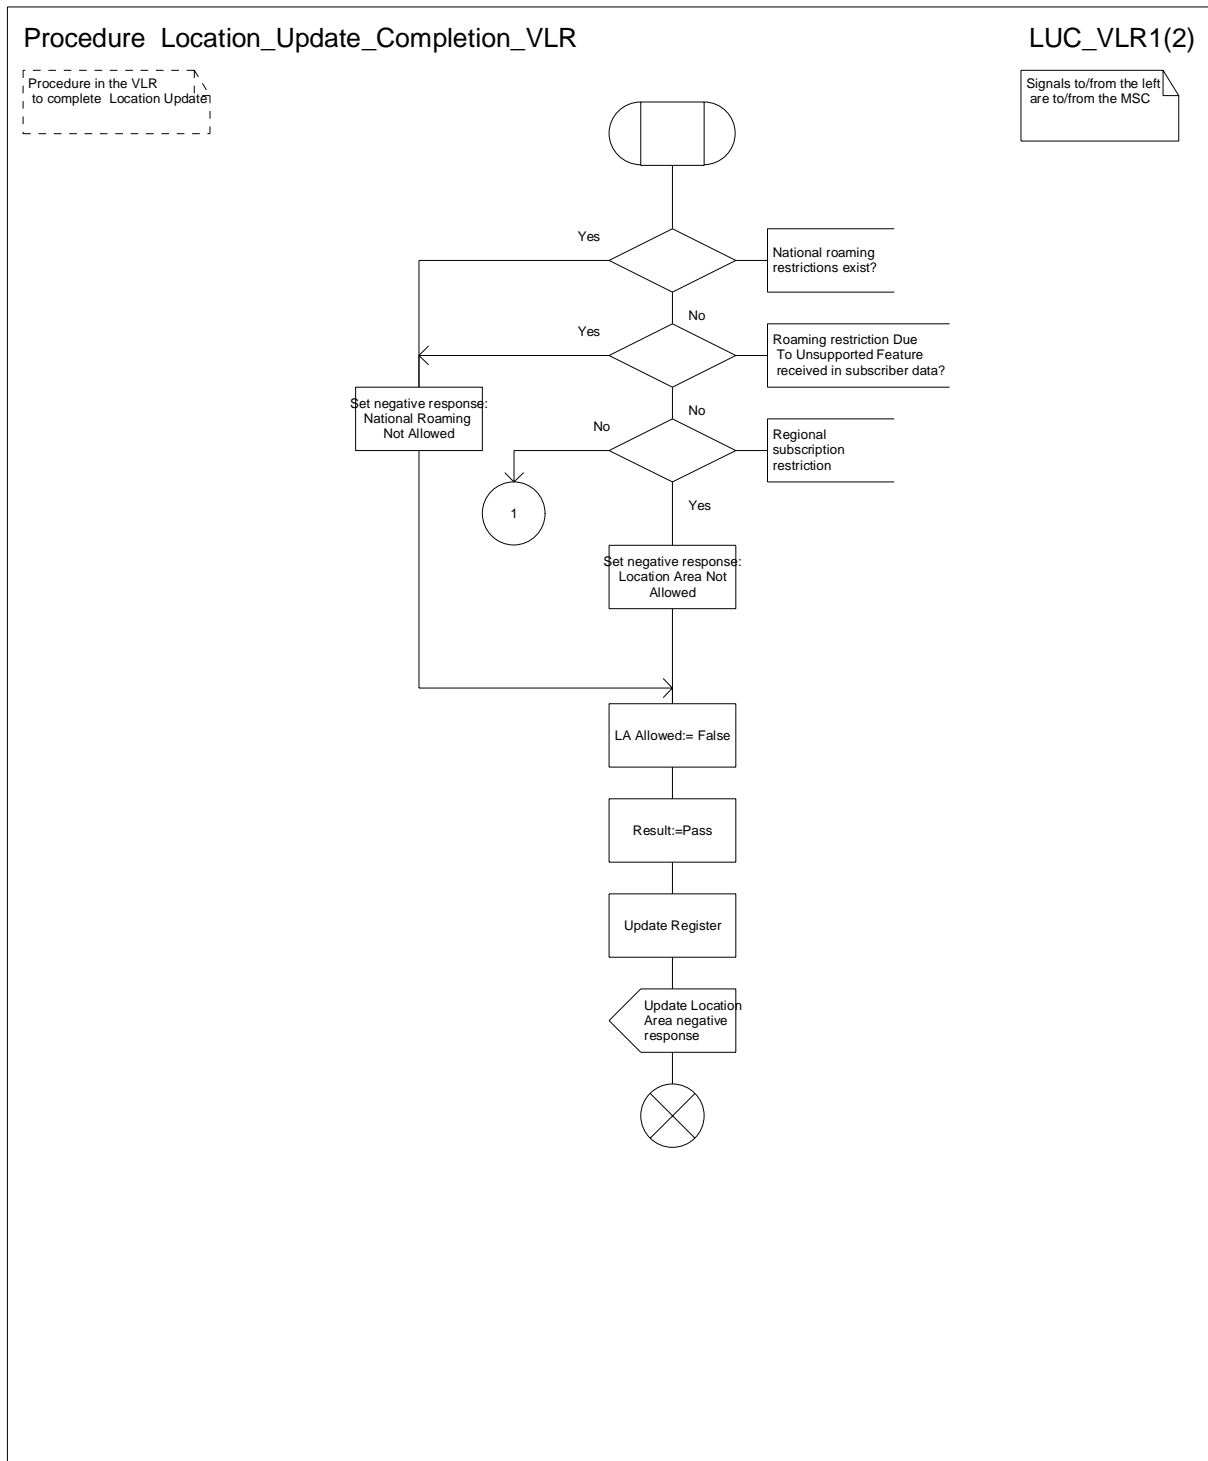 Procedure Location_Update_Completion_VLR
LUC_VLR1(2)
Procedure in the VLR
to complete Location Update
Signals to/from the left
are to/from the MSC
Yes
National roaming
restrictions exist?
No
Yes
Roaming restriction Due
To Unsupported Feature
received in subscriber data?
Set negative response:
National Roaming
Not Allowed
No
No
Regional
subscription
restriction
1
Yes
Set negative response:
Location Area Not
Allowed
LA Allowed:= False
Result:=Pass
Update Register
Update Location
Area negative
response